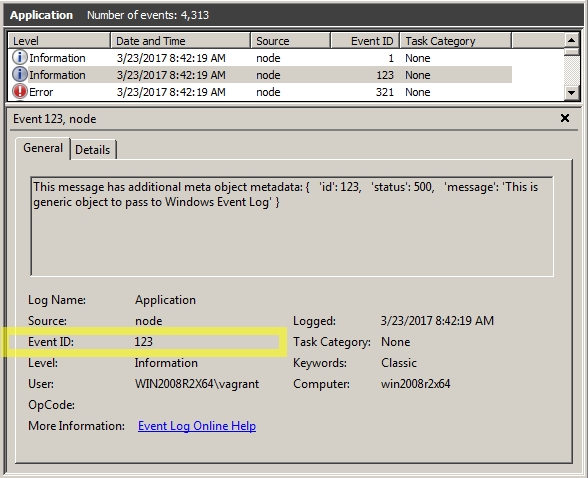 Application Number of events: 4,313
Level Date and Time Source Event ID Task Category
Information 3/23/2017 8:42:19 AM node 1 None
Information 3/23/2017 8:42:19 AM node 123 None
Error 3/23/2017 8:42:19 AM node 321 None
Event 123, node
General Details
This message has additional meta object metadata: { 'id': 123, 'status': 500, 'message': 'This is
generic object to pass to Windows Event Log' }
Log Name: Application
Source: node Logged: 3/23/2017 8:42:19 AM
Event ID: 123 Task Category: None
Level: Information Keywords: Classic
User: WIN2008R2X64\vagrant Computer: win2008r2x64
OpCode:
More Information: Event Log Online Help